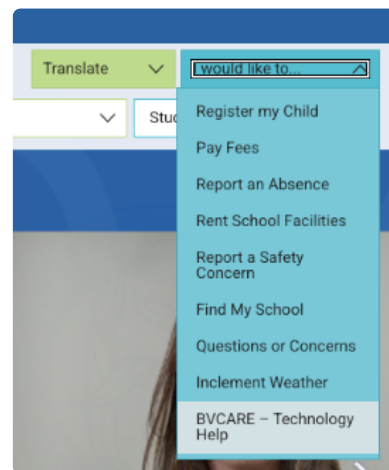 Translate
I would like to...
Stuc
Register my Child
Pay Fees
Report an Absence
Rent School Facilities
Report a Safety
Concern
Find My School
Questions or Concerns
Inclement Weather
BVCARE – Technology
Help